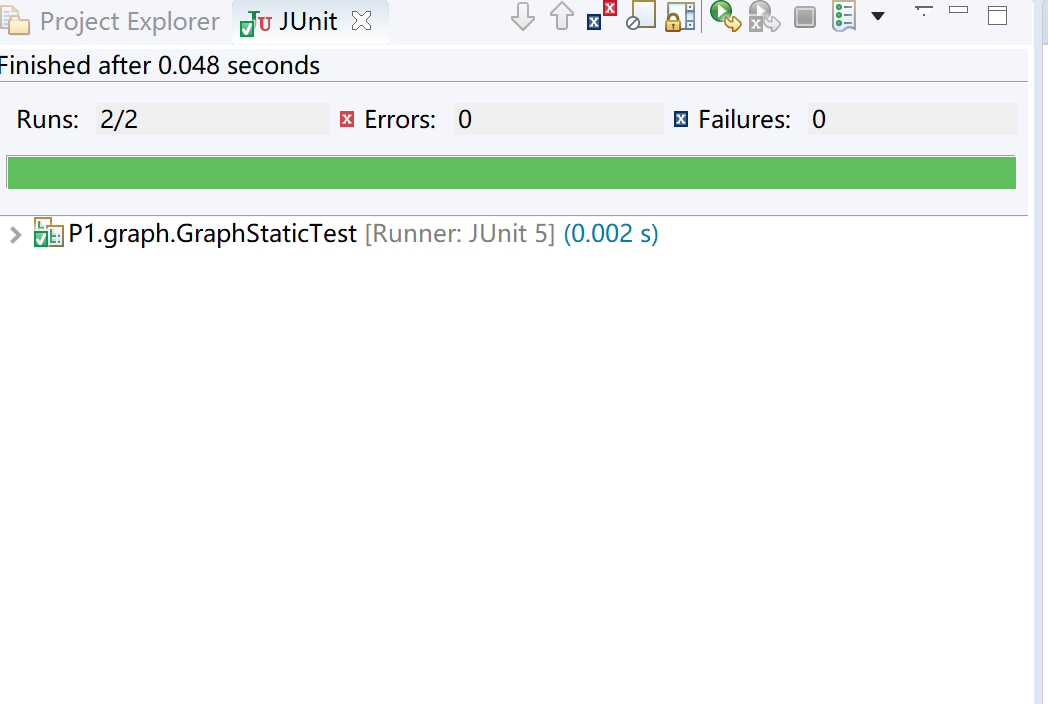 Project Explorer JUnit
Finished after 0.048 seconds
Runs: 2/2 Errors: 0 Failures: 0
P1.graph.GraphStaticTest [Runner: JUnit 5] (0.002 s)